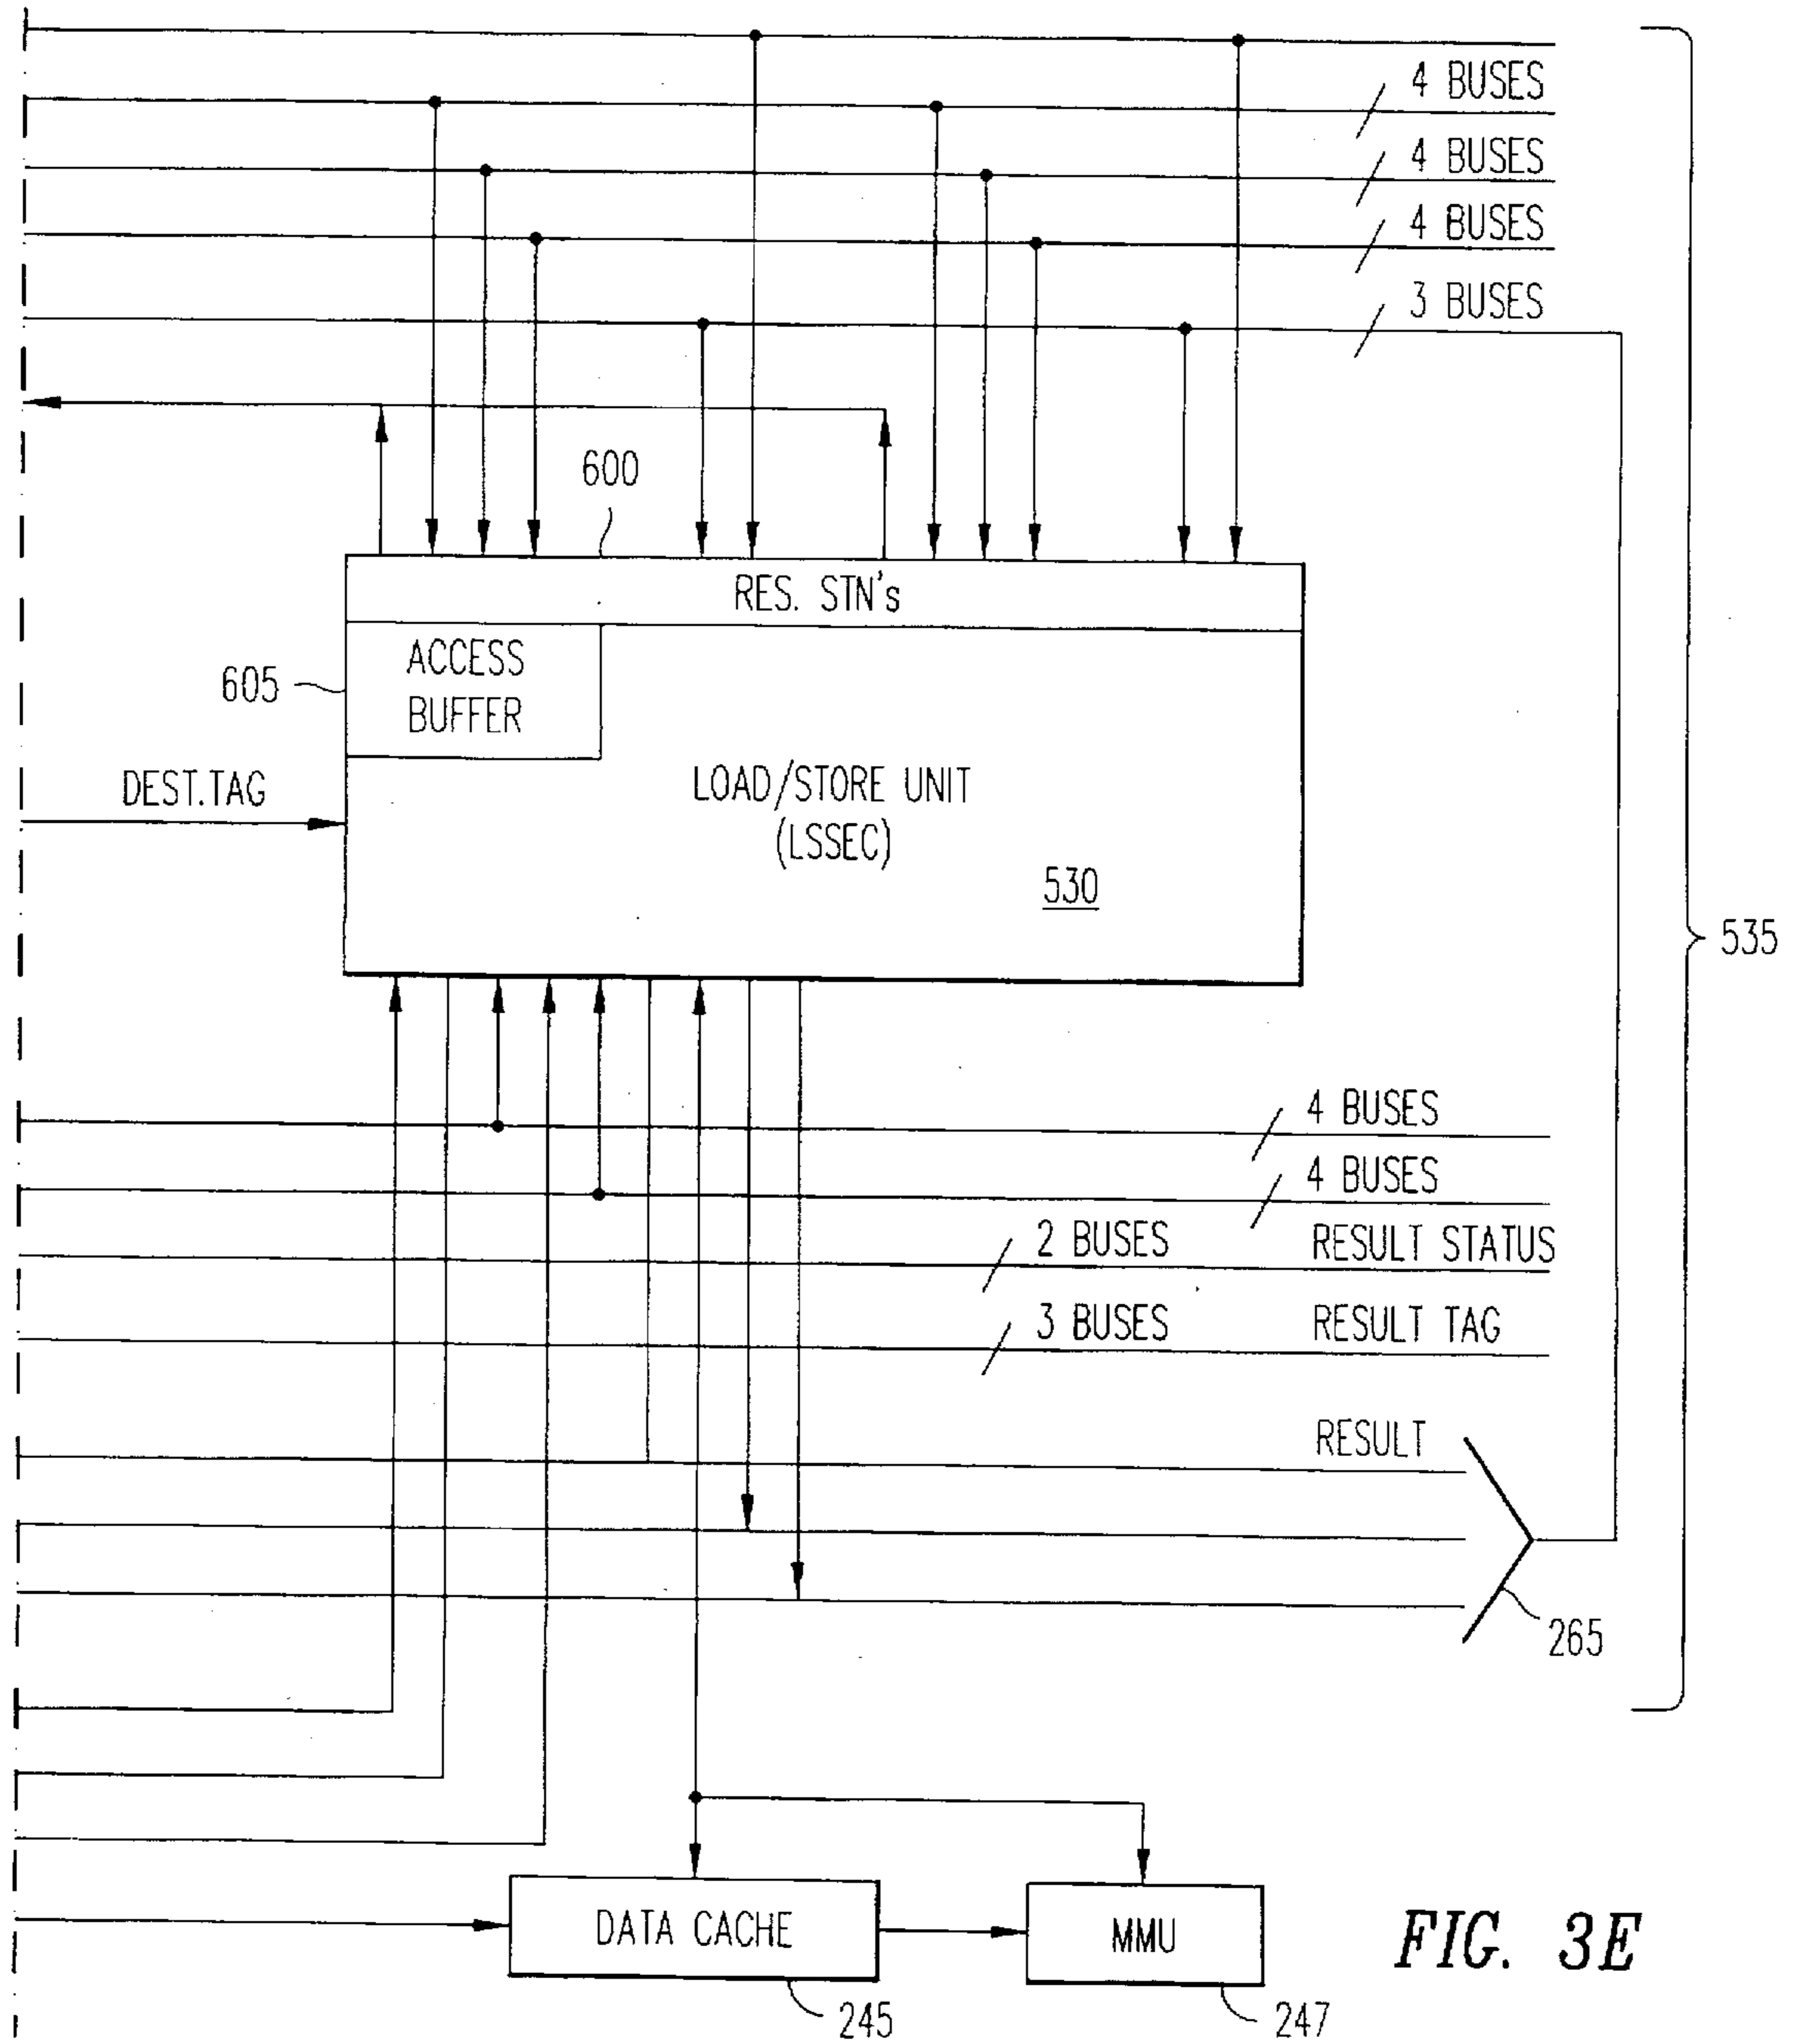 4 BUSES
4 BUSES
4 BUSES
3 BUSES
600
RES. STN's
ACCESS
BUFFER
605
DEST.TAG
LOAD/STORE UNIT
(LSSEC)
530
535
4 BUSES
4 BUSES
2 BUSES RESULT STATUS
3 BUSES RESULT TAG
RESULT
265
DATA CACHE
MMU
245
247
FIG. 3E